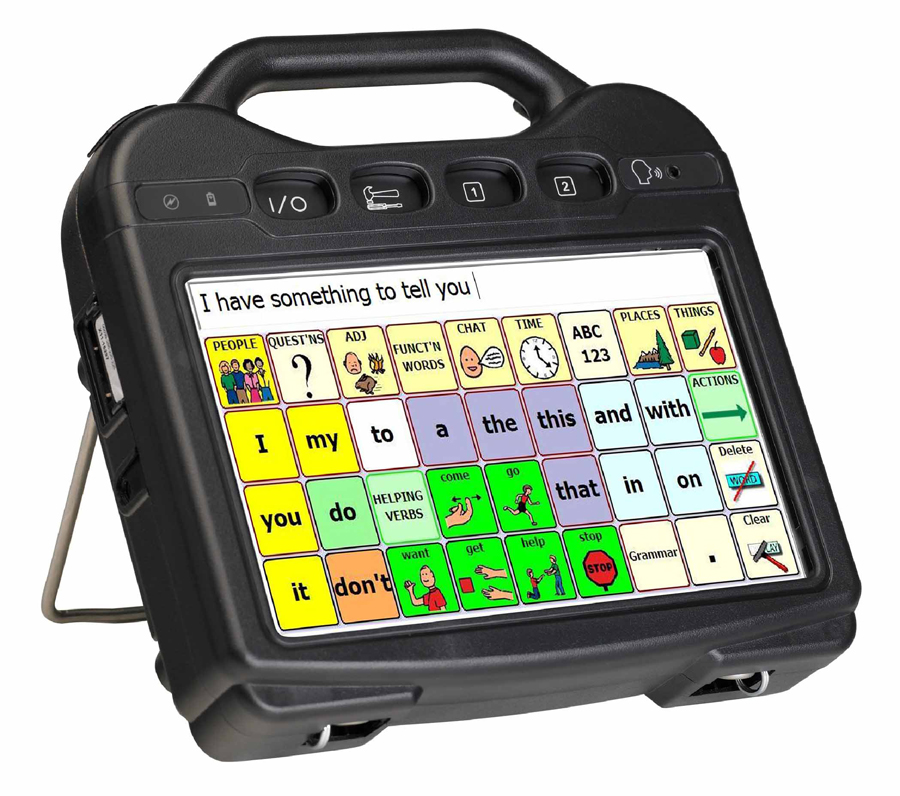 I/O
1
2
I have something to tell you
PEOPLE
QUEST'NS
?
ADJ
FUNCT'N
WORDS
CHAT
TIME
ABC
123
PLACES
THINGS
I
my
to
a
the
this
and
with
ACTIONS
you
do
HELPING
VERBS
come
go
that
in
on
Delete
WORD
it
don't
want
get
help
stop
STOP
Grammar
.
Clear